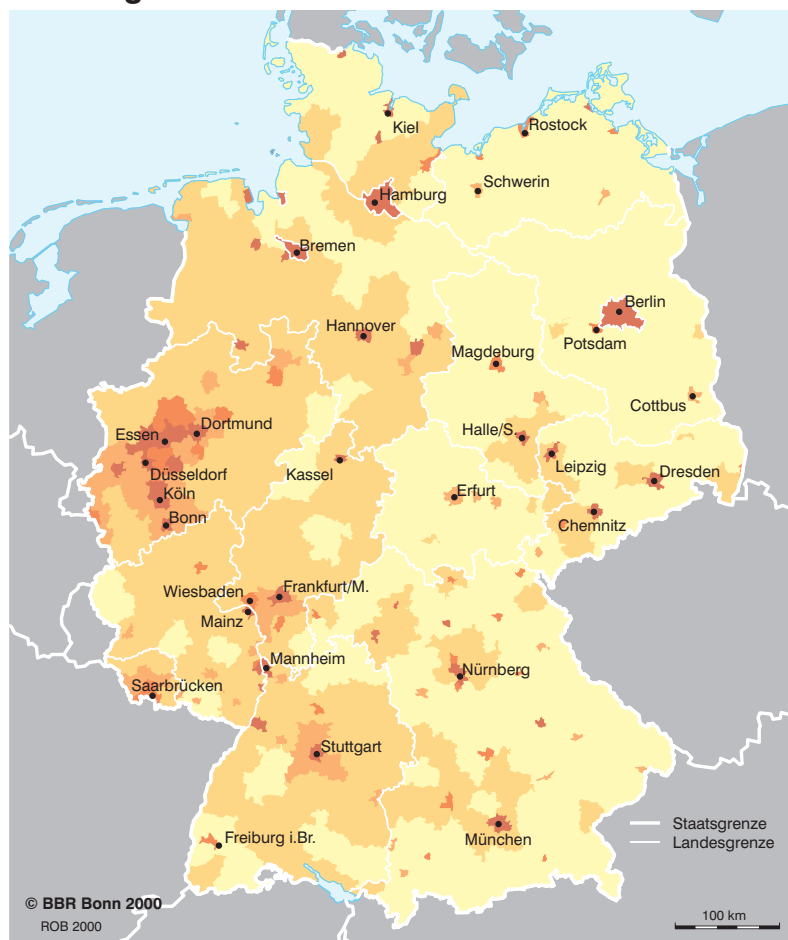 Kiel
Rostock
Hamburg
Schwerin
Bremen
Berlin
Hannover
Potsdam
Magdeburg
Cottbus
Dortmund
Essen
Halle/S.
Leipzig
Düsseldorf
Kassel
Dresden
Köln
Erfurt
Bonn
Chemnitz
Wiesbaden
Frankfurt/M.
Mainz
Mannheim
Nürnberg
Saarbrücken
Stuttgart
München
Freiburg i.Br.
Staatsgrenze
Landesgrenze
© BBR Bonn 2000
ROB 2000
100 km